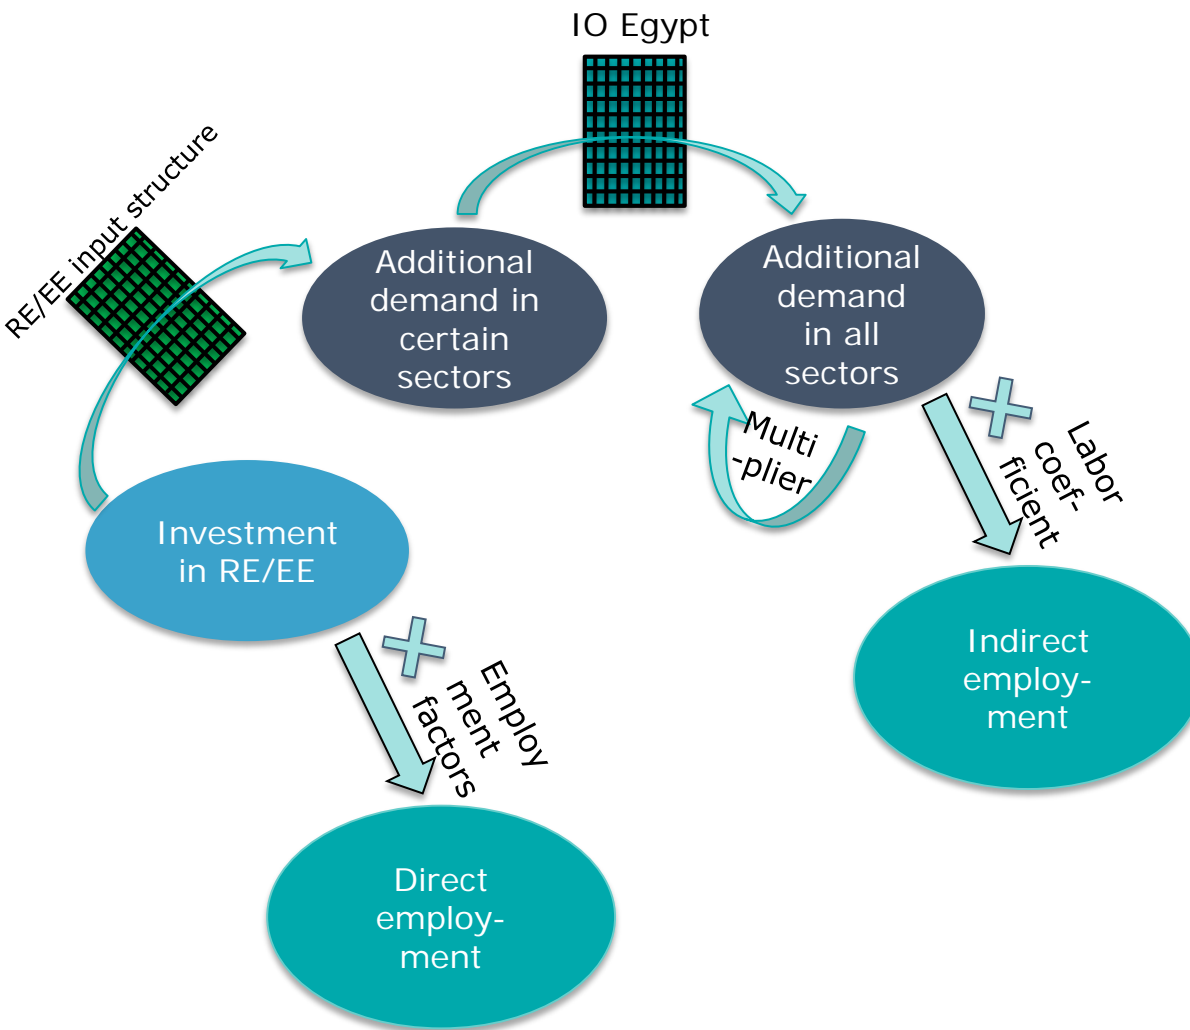 IO Egypt
RE/EE input structure
Additional
demand in
certain
sectors
Additional
demand
in all
sectors
Multi
-plier
Labor
coef-
ficient
Investment
in RE/EE
Employ
ment
factors
Indirect
employ-
ment
Direct
employ-
ment